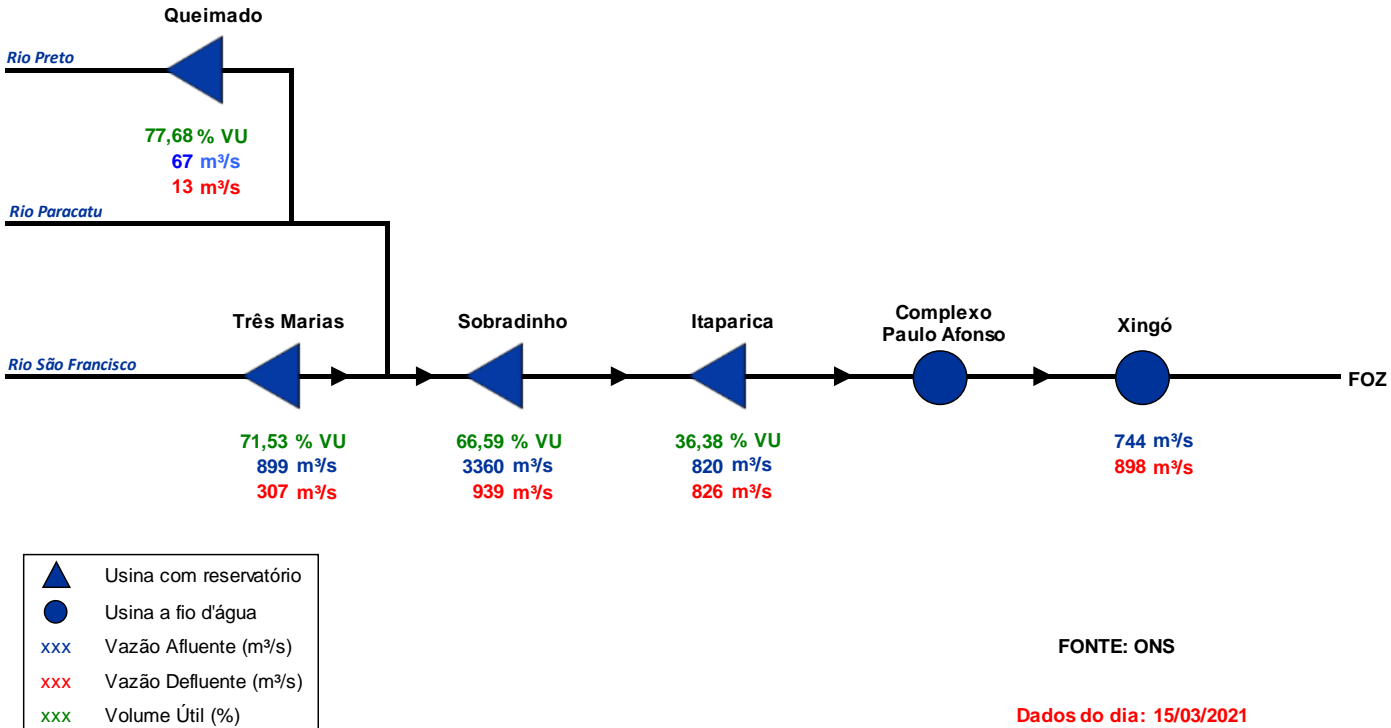 Queimado
Rio Preto
77,68 % VU
67 m³/s
13 m³/s
Rio Paracatu
Três Marias
Sobradinho
Itaparica
Complexo
Paulo Afonso
Xingó
Rio São Francisco
FOZ
71,53 % VU
899 m³/s
307 m³/s
66,59 % VU
3360 m³/s
939 m³/s
36,38 % VU
820 m³/s
826 m³/s
744 m³/s
898 m³/s
Usina com reservatório
Usina a fio d'água
xxx Vazão Afluente (m³/s)
xxx Vazão Defluente (m³/s)
xxx Volume Útil (%)
FONTE: ONS
Dados do dia: 15/03/2021